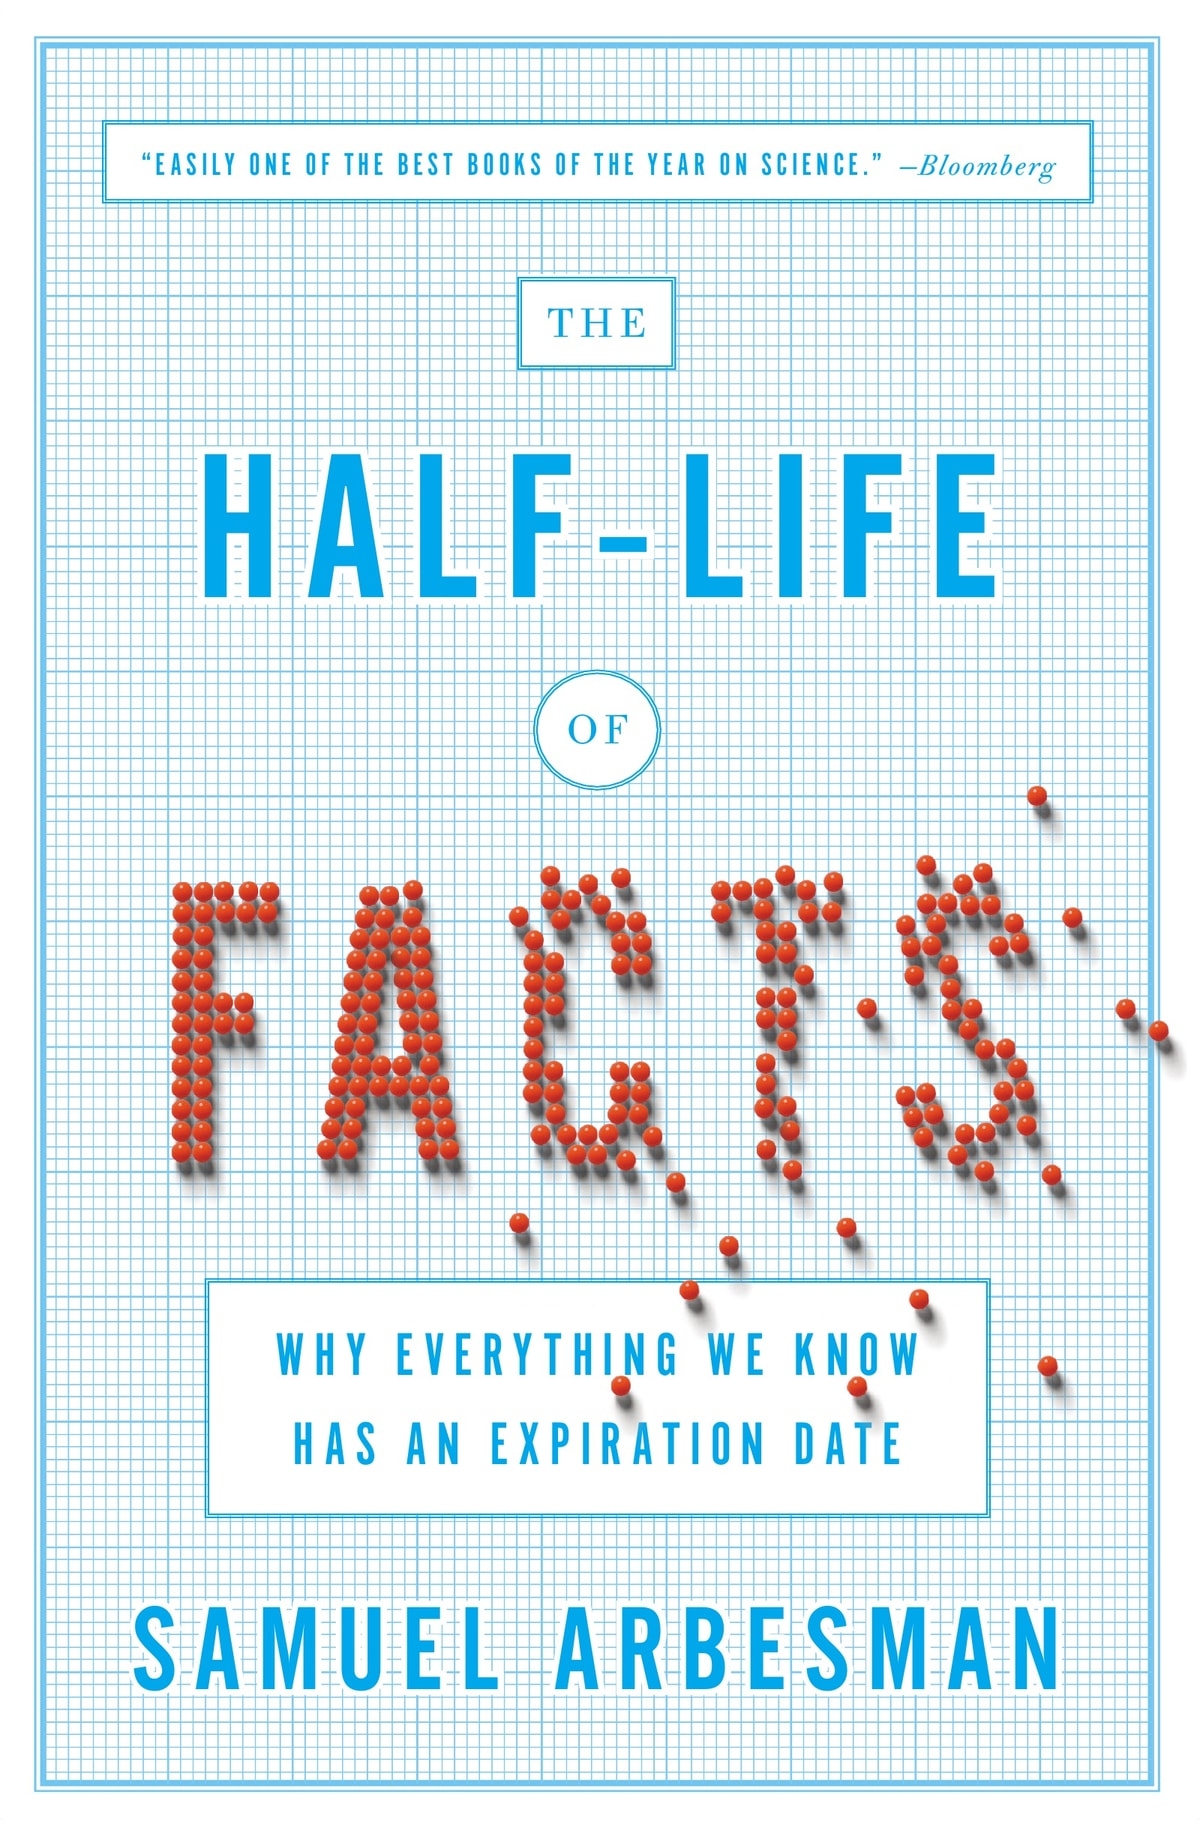 “EASILY ONE OF THE BEST BOOKS OF THE YEAR ON SCIENCE.” —Bloomberg
THE
HALF-LIFE
OF
FACTS
WHY EVERYTHING WE KNOW
HAS AN EXPIRATION DATE
SAMUEL ARBESMAN